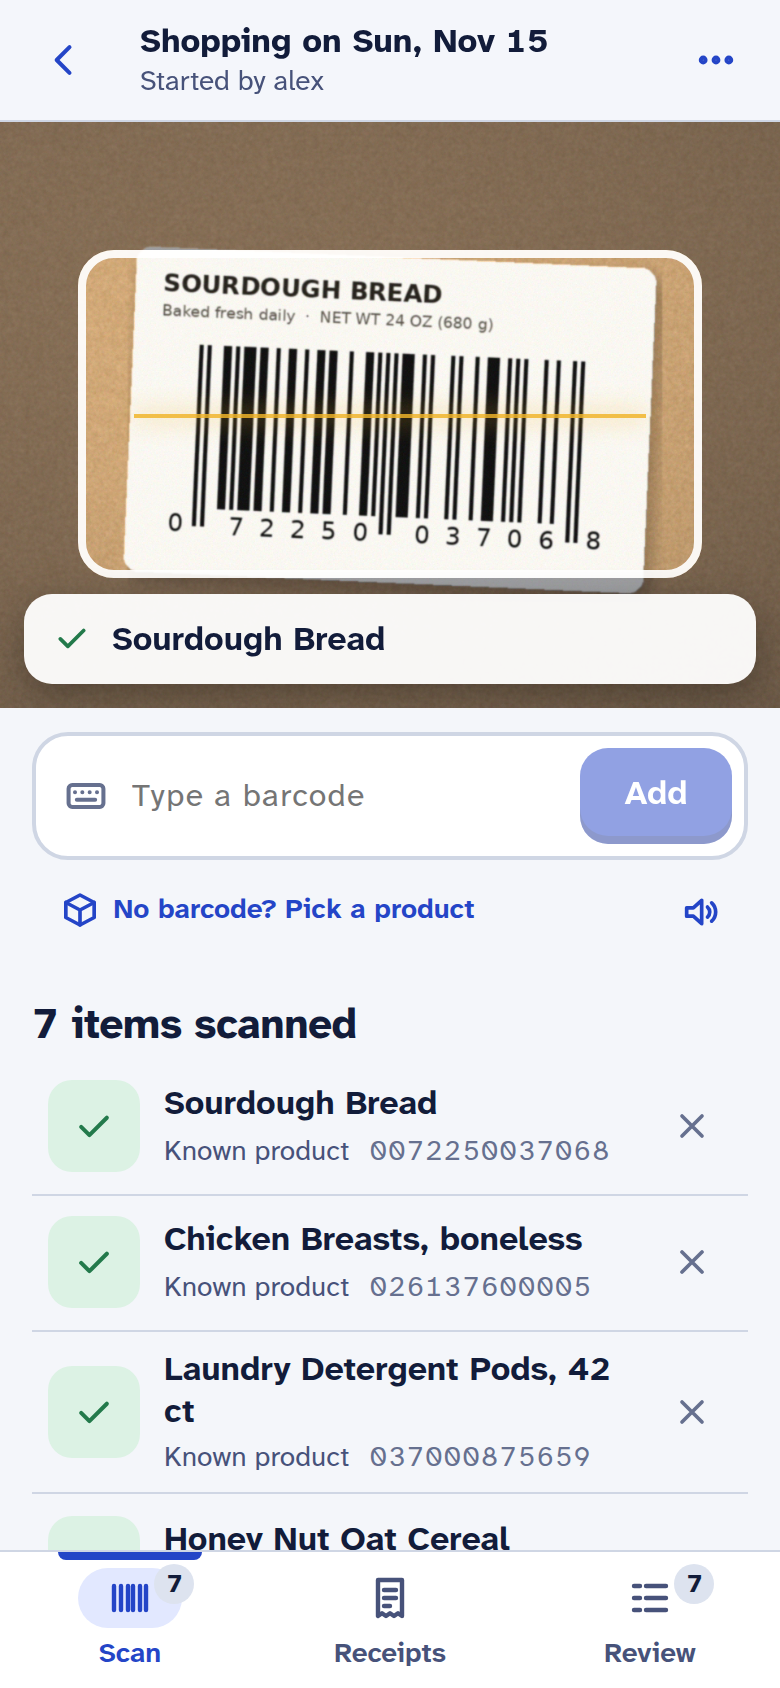 Shopping on Sun, Nov 15
Started by alex
SOURDOUGH BREAD
Baked fresh daily · NET WT 24 OZ (680 g)
0 72250 03706 8
Sourdough Bread
Type a barcode
Add
No barcode? Pick a product
7 items scanned
Sourdough Bread
Known product 0072250037068
Chicken Breasts, boneless
Known product 026137600005
Laundry Detergent Pods, 42
ct
Known product 037000875659
Honey Nut Oat Cereal
7
7
Scan
Receipts
Review